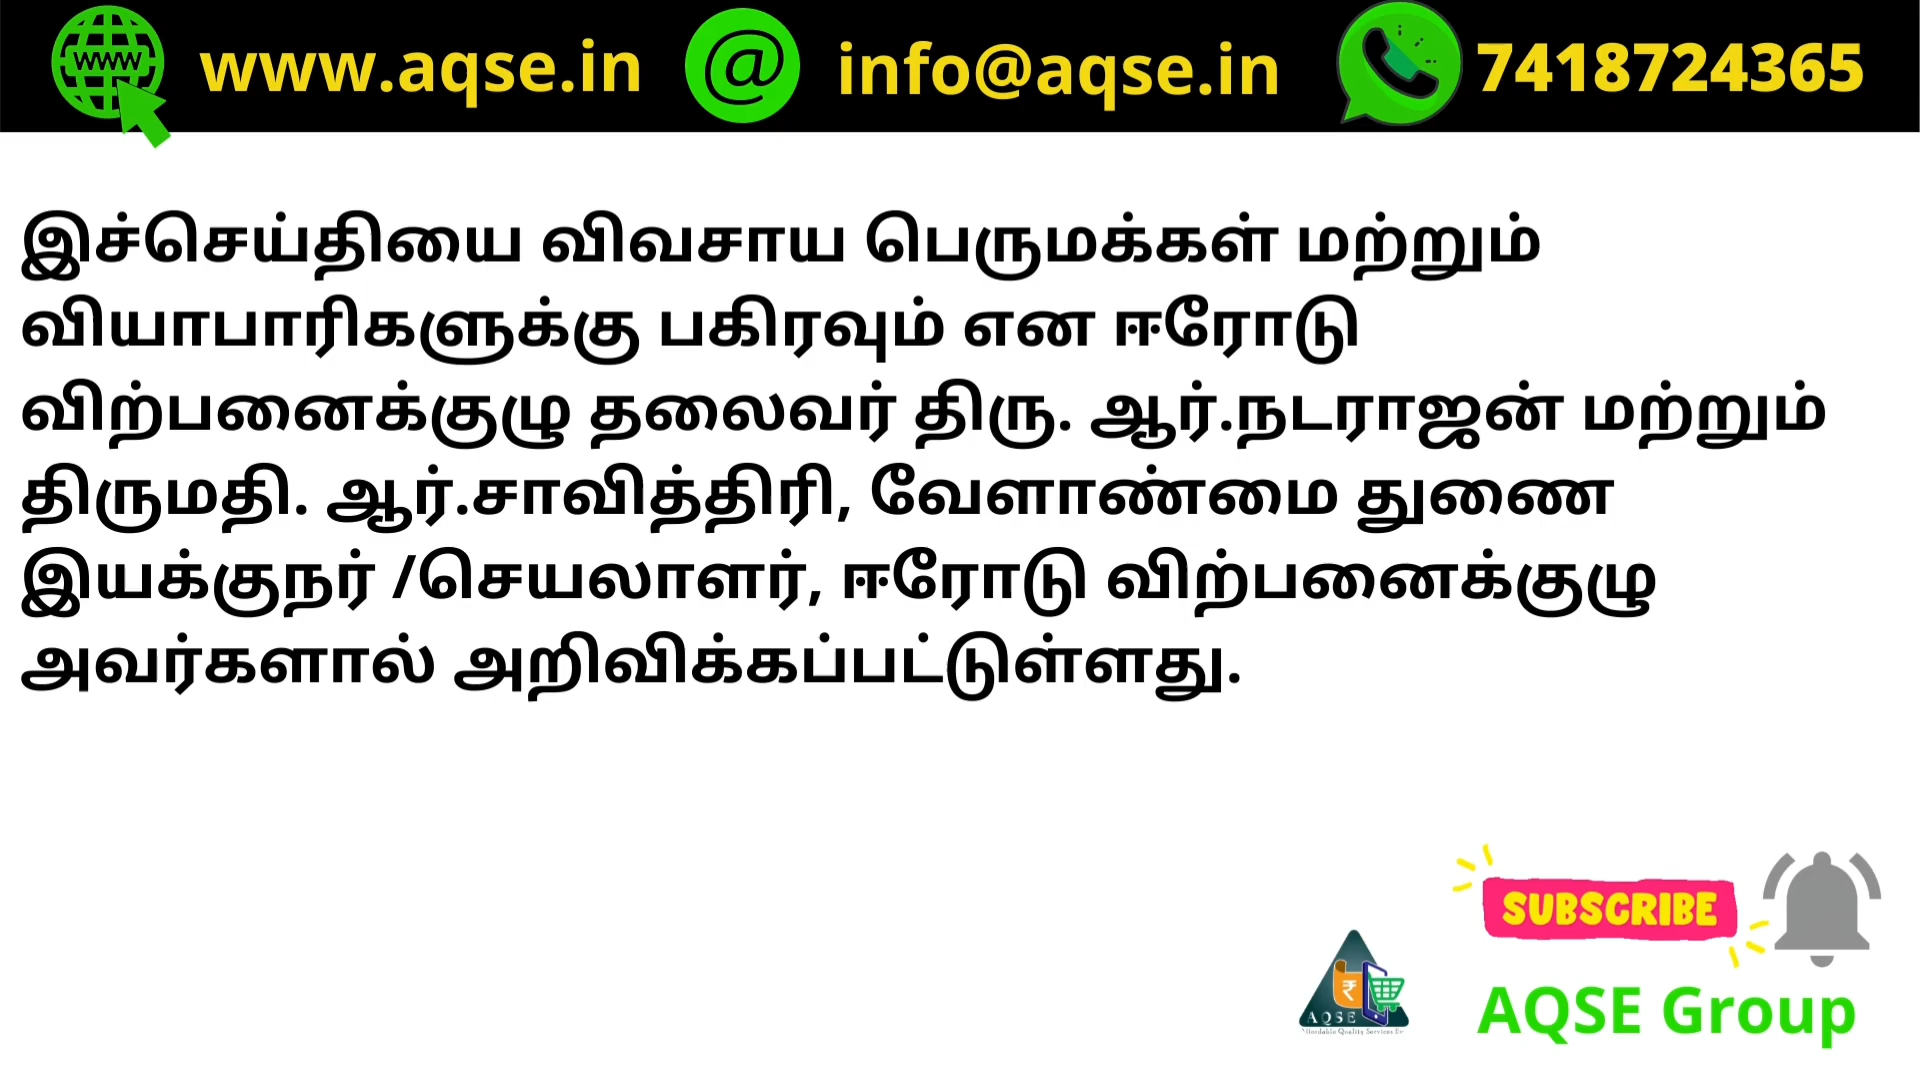 WWW
www.aqse.in
@
info@aqse.in
7418724365
இச்செய்தியை விவசாய பெருமக்கள் மற்றும்
வியாபாரிகளுக்கு பகிரவும் என ஈரோடு
விற்பனைக்குழு தலைவர் திரு. ஆர்.நடராஜன் மற்றும்
திருமதி. ஆர்.சாவித்திரி, வேளாண்மை துணை
இயக்குநர் /செயலாளர், ஈரோடு விற்பனைக்குழு
அவர்களால் அறிவிக்கப்பட்டுள்ளது.
SUBSCRIBE
₹
AQSE
AQSE Group